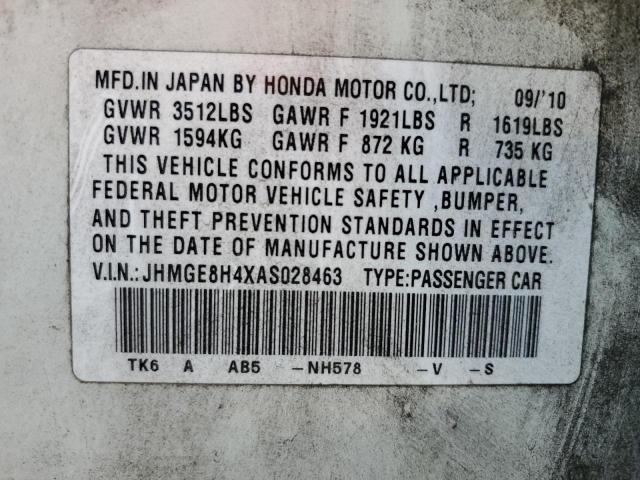 MFD.IN JAPAN BY HONDA MOTOR CO.,LTD; 09/'10
GVWR 3512LBS GAWR F 1921LBS R 1619LBS
GVWR 1594KG GAWR F 872 KG R 735 KG
THIS VEHICLE CONFORMS TO ALL APPLICABLE
FEDERAL MOTOR VEHICLE SAFETY ,BUMPER,
AND THEFT PREVENTION STANDARDS IN EFFECT
ON THE DATE OF MANUFACTURE SHOWN ABOVE.
V.I.N.:JHMGE8H4XAS028463 TYPE:PASSENGER CAR
TK6 A AB5 -NH578 -V -S